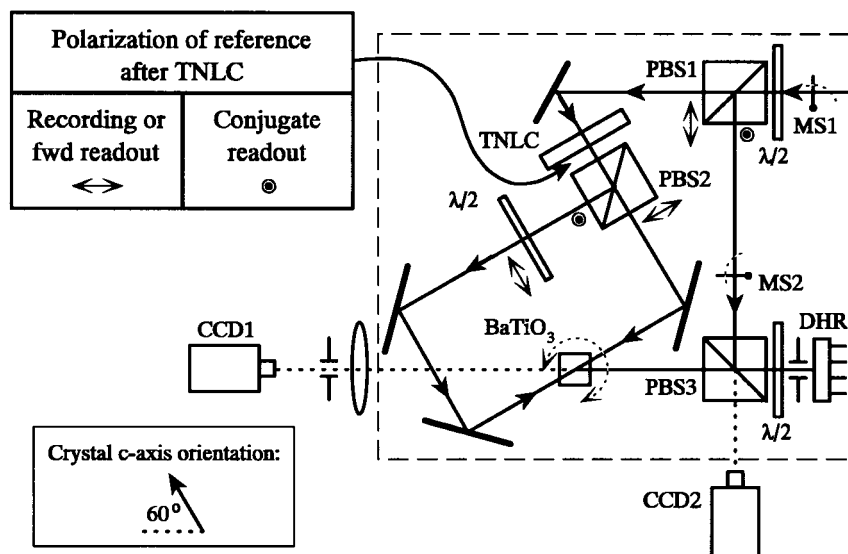 Polarization of reference
after TNLC
Recording or
fwd readout
Conjugate
readout
PBS1
MS1
λ/2
TNLC
PBS2
λ/2
MS2
BaTiO3
CCD1
DHR
PBS3
λ/2
Crystal c-axis orientation:
60°
CCD2